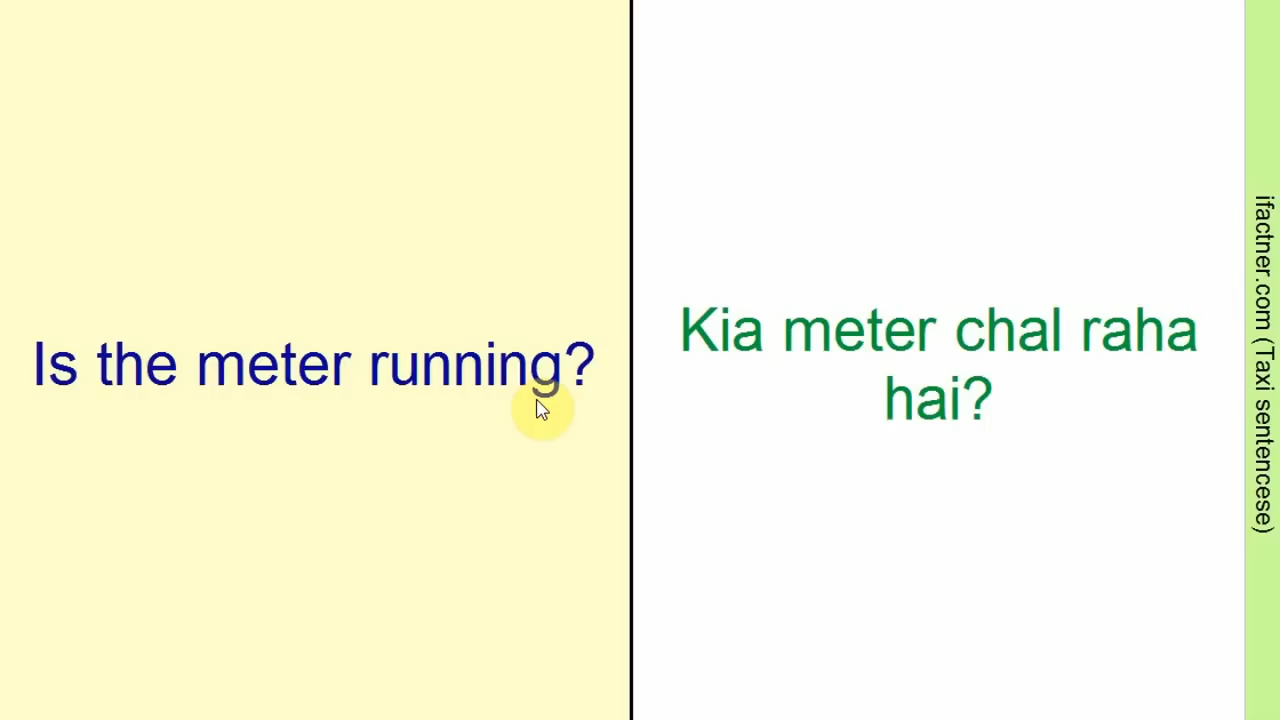 Is the meter running?
Kia meter chal raha
hai?
ifactner.com (Taxi sentencese)